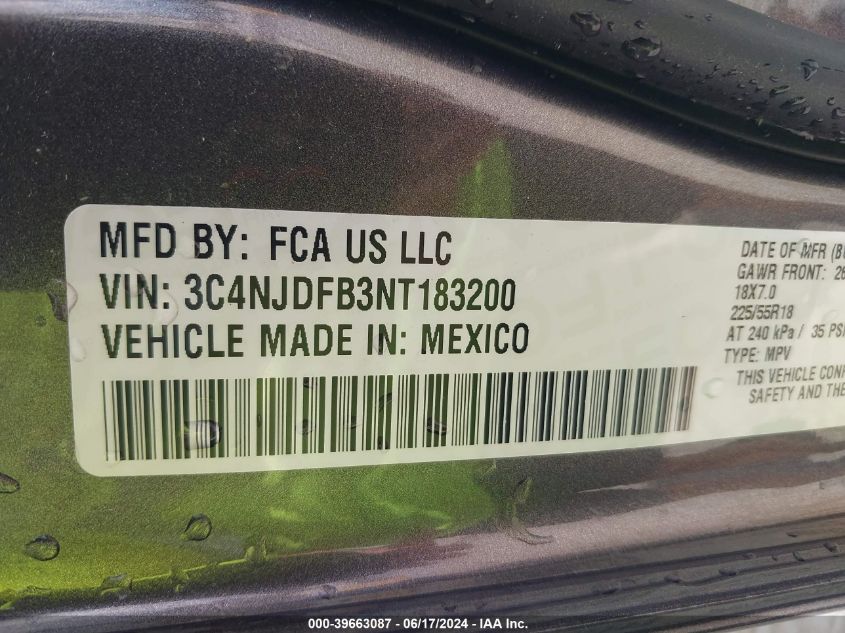 MFD BY: FCA US LLC
VIN: 3C4NJDFB3NT183200
VEHICLE MADE IN: MEXICO
DATE OF MFR
GAWR FRONT:
18X7.0
225/55R18
AT 240 kPa / 35 PSI
TYPE: MPV
THIS VEHICLE
SAFETY AND THE
000-39663087 - 06/17/2024 - IAA Inc.